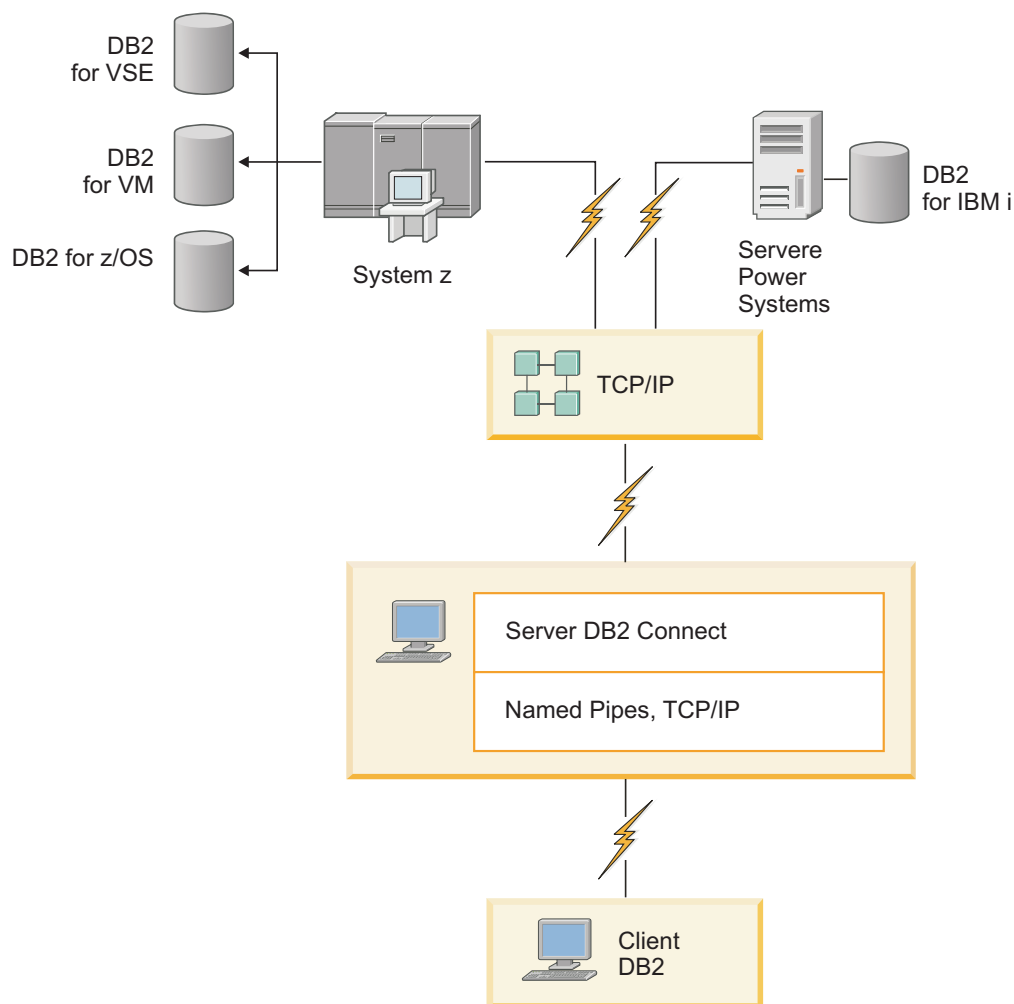 DB2
for VSE
DB2
for VM
DB2 for z/OS
System z
DB2
for IBM i
Servere
Power
Systems
TCP/IP
Server DB2 Connect
Named Pipes, TCP/IP
Client
DB2